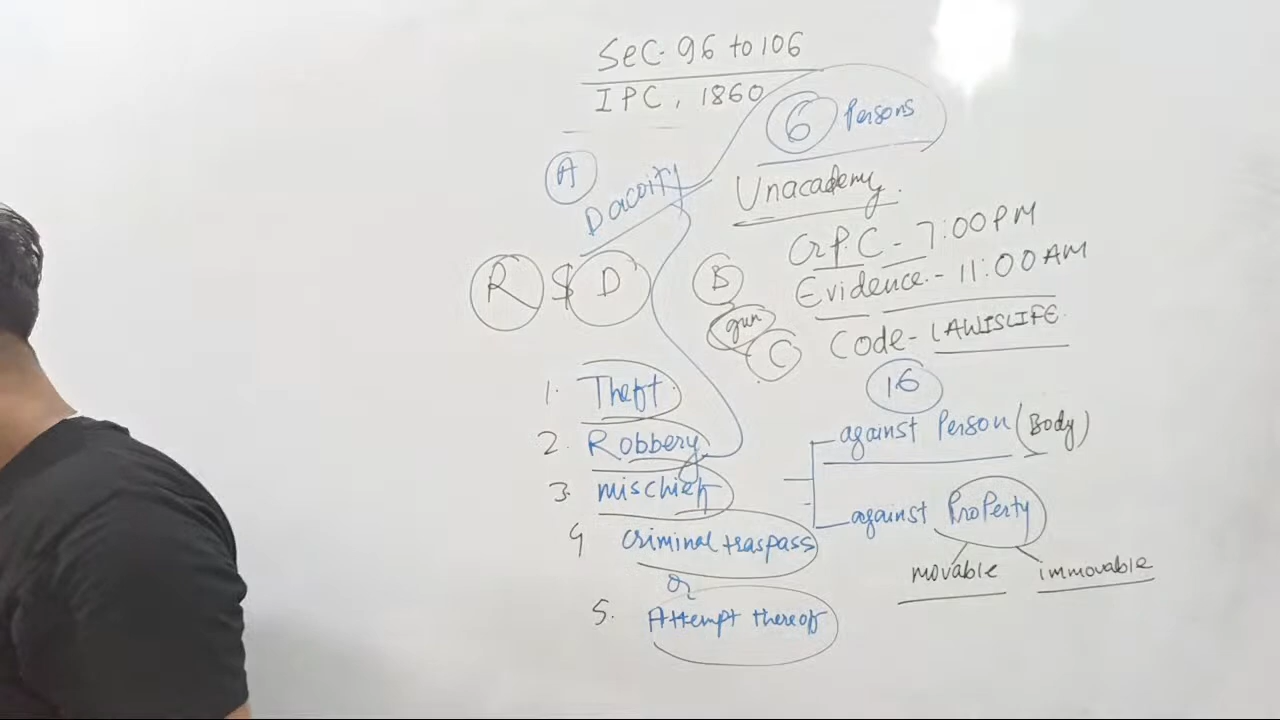 Sec. 96 to 106
IPC, 1860
6 Persons
A
Dacoity
Unacademy.
Cr.P.C - 7:00 PM
Evidence - 11:00 AM
Code - LAWISLIFE
R $ D
B
gun
C
16
1. Theft
2. Robbery
3. mischief
4 criminal traspass
or
5. Attempt thereof
against Person (Body)
against Property
movable immovable